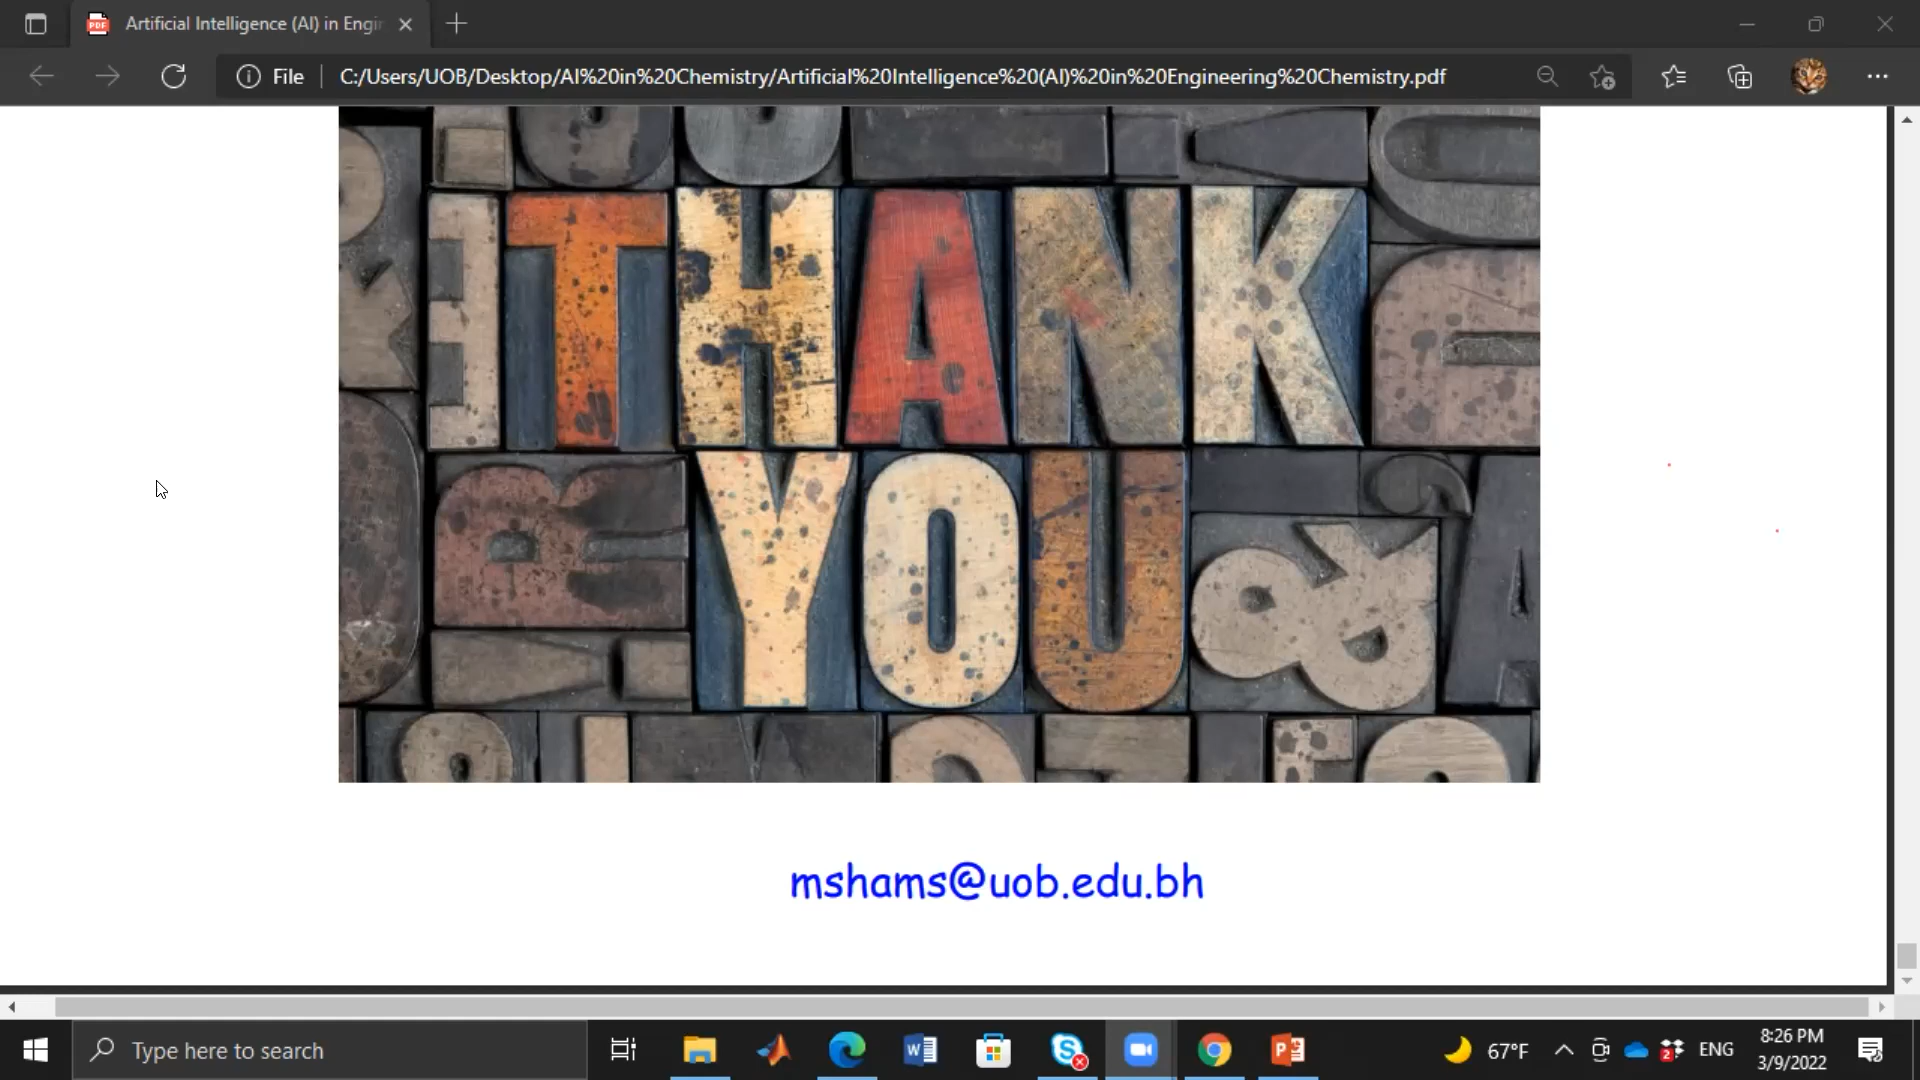 Artificial Intelligence (AI) in Engi
File
C:/Users/UOB/Desktop/AI%20in%20Chemistry/Artificial%20Intelligence%20(AI)%20in%20Engineering%20Chemistry.pdf
THANK
YOU
&
mshams@uob.edu.bh
Type here to search
67°F
ENG
8:26 PM
3/9/2022